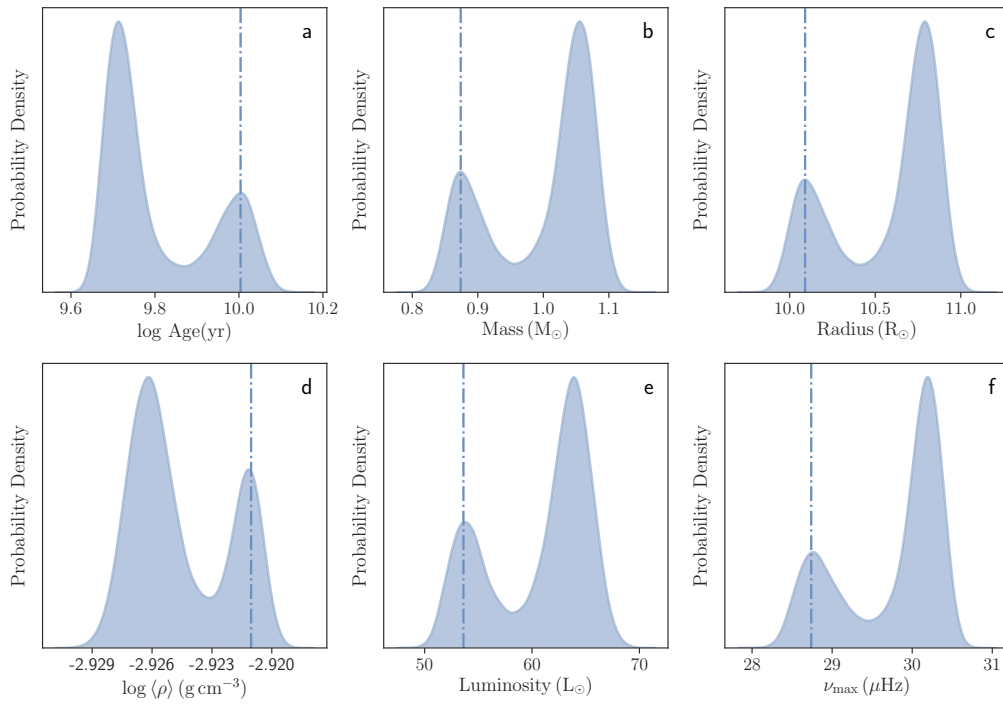 a
Probability Density
9.6 9.8 10.0 10.2
log Age(yr)
b
Probability Density
0.8 0.9 1.0 1.1
Mass (M⊙)
c
Probability Density
10.0 10.5 11.0
Radius (R⊙)
d
Probability Density
-2.929 -2.926 -2.923 -2.920
log ⟨ρ⟩ (g cm⁻³)
e
Probability Density
50 60 70
Luminosity (L⊙)
f
Probability Density
28 29 30 31
ν_max (μHz)